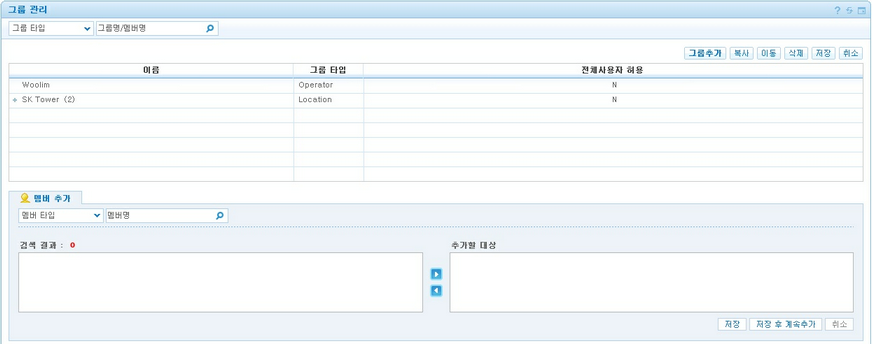 그룹 관리
그룹 타입 그룹명/멤버명
그룹추가 복사 이동 삭제 저장 취소
이름 그룹 타입 전체사용자 허용
Woolim Operator N
+ SK Tower (2) Location N
멤버 추가
멤버 타입 멤버명
검색 결과 : 0 추가할 대상
저장 저장 후 계속추가 취소